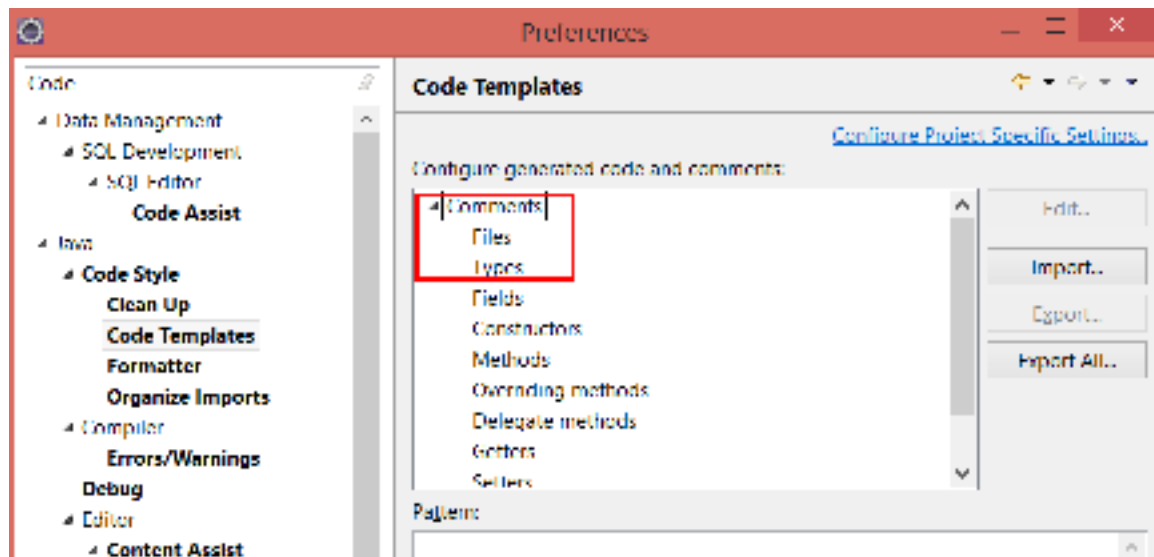 Preferences
Code
Code Templates
Data Management
SQL Development
SQL Editor
Code Assist
Java
Code Style
Clean Up
Code Templates
Formatter
Organize Imports
Compiler
Errors/Warnings
Debug
Editor
Content Assist
Configure Project Specific Settings...
Configure generated code and comments:
Comments
Files
Types
Fields
Constructors
Methods
Overriding methods
Delegate methods
Getters
Setters
Edit...
Import...
Export...
Export All...
Pattern: